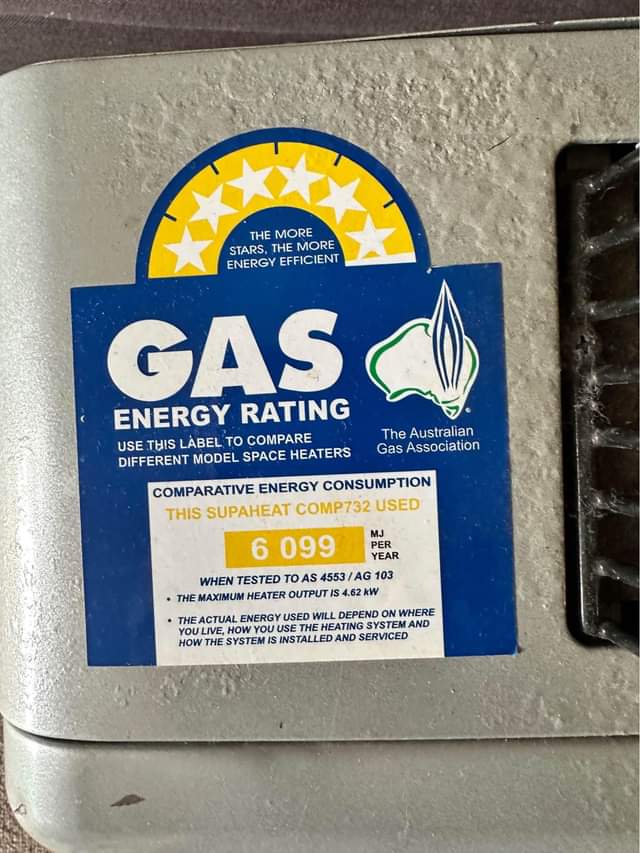 THE MORE
STARS, THE MORE
ENERGY EFFICIENT
GAS
ENERGY RATING
USE THIS LABEL TO COMPARE
DIFFERENT MODEL SPACE HEATERS
The Australian
Gas Association
COMPARATIVE ENERGY CONSUMPTION
THIS SUPAHEAT COMP732 USED
6 099
MJ
PER
YEAR
WHEN TESTED TO AS 4553 / AG 103
• THE MAXIMUM HEATER OUTPUT IS 4.62 kW
• THE ACTUAL ENERGY USED WILL DEPEND ON WHERE
YOU LIVE, HOW YOU USE THE HEATING SYSTEM AND
HOW THE SYSTEM IS INSTALLED AND SERVICED